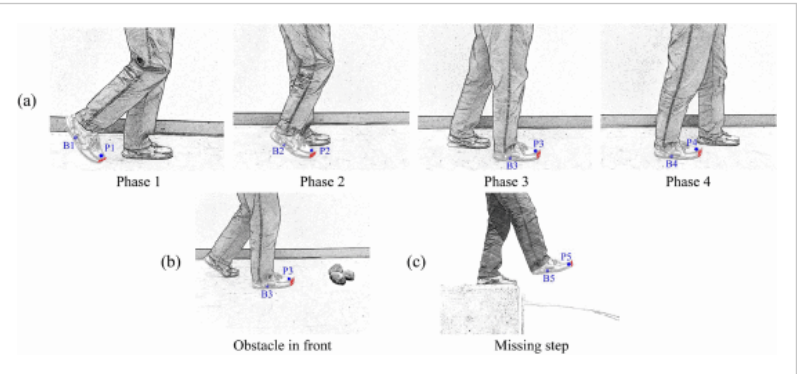 (a)
B1 P1
B2 P2
P3
B3
P4
B4
Phase 1 Phase 2 Phase 3 Phase 4
(b) P3
B3
(c) P5
B5
Obstacle in front Missing step